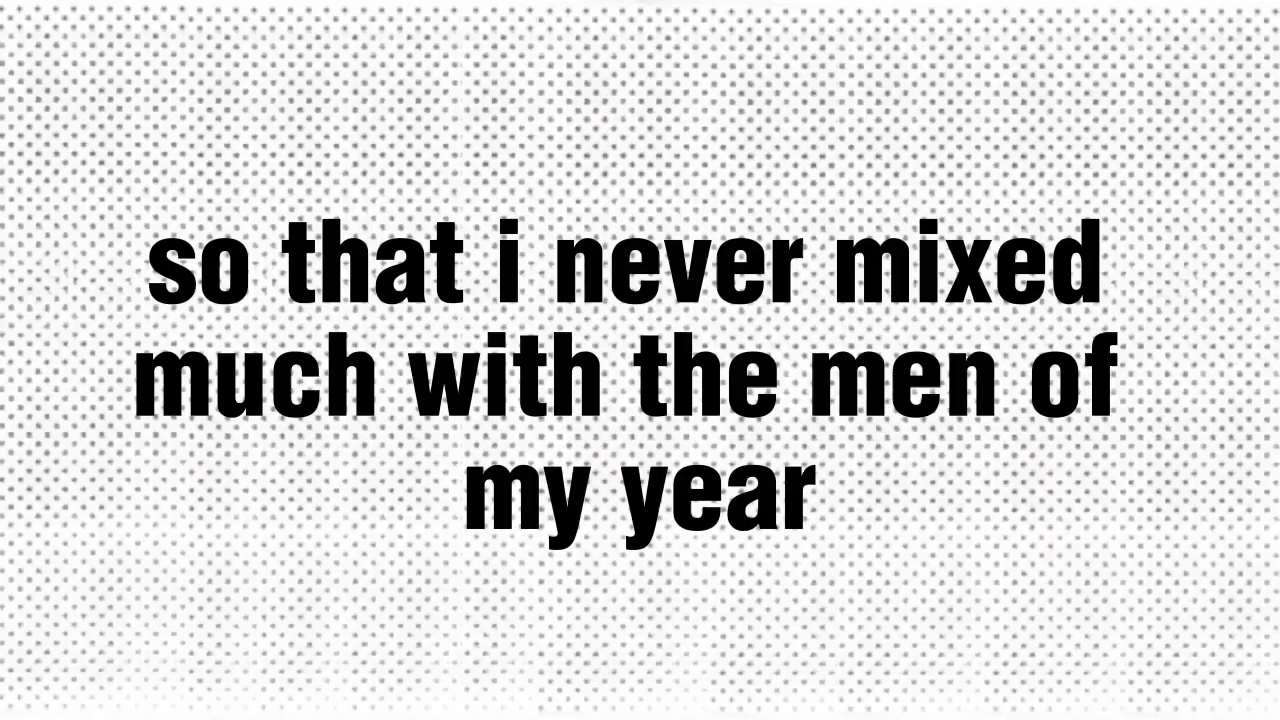 so that i never mixed
much with the men of
my year